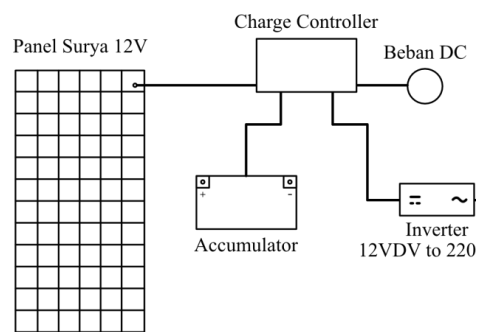 Charge Controller
Panel Surya 12V
Beban DC
+
-
Accumulator
Inverter
12VDV to 220